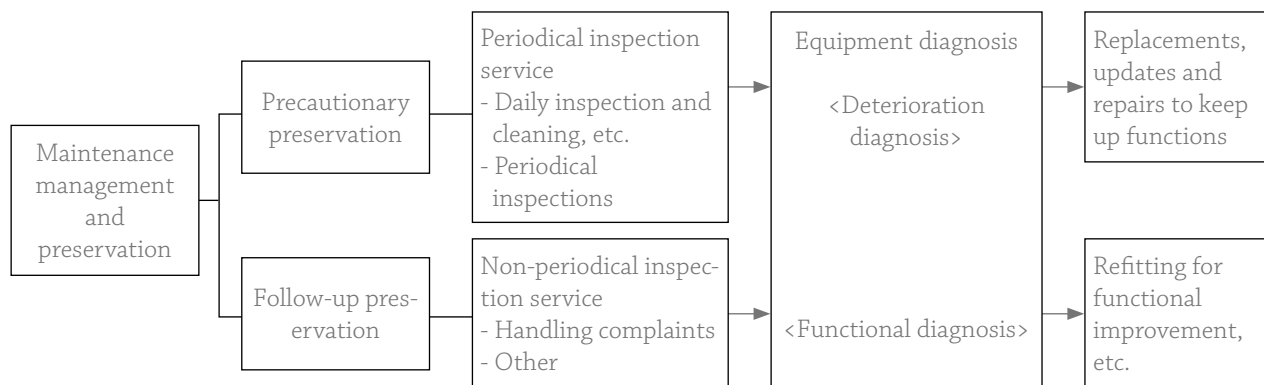 Maintenance
management
and
preservation
Precautionary
preservation
Follow-up pres-
ervation
Periodical inspection
service
- Daily inspection and
cleaning, etc.
- Periodical
inspections
Non-periodical inspec-
tion service
- Handling complaints
- Other
Equipment diagnosis
<Deterioration
diagnosis>
<Functional diagnosis>
Replacements,
updates and
repairs to keep
up functions
Refitting for
functional
improvement,
etc.